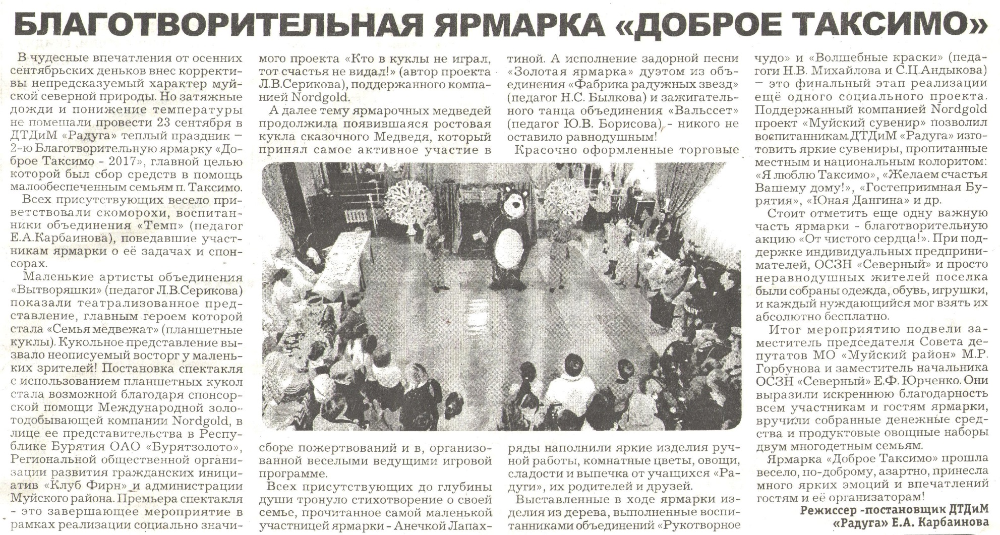 БЛАГОТВОРИТЕЛЬНАЯ ЯРМАРКА «ДОБРОЕ ТАКСИМО»
В чудесные впечатления от осенних
сентябрьских деньков внес корректи-
вы непредсказуемый характер муй-
ской северной природы. Но затяжные
дожди и понижение температуры
не помешали провести 23 сентября в
ДТДиМ «Радуга» теплый праздник –
2-ю Благотворительную ярмарку «До-
брое Таксимо - 2017», главной целью
которой был сбор средств в помощь
малообеспеченным семьям п. Таксимо.
Всех присутствующих весело при-
ветствовали скоморохи, воспитан-
ники объединения «Темп» (педагог
Е.А.Карбаинова), поведавшие участ-
никам ярмарки о её задачах и спон-
сорах.
Маленькие артисты объединения
«Вытворяшки» (педагог Л.В.Серикова)
показали театрализованное пред-
ставление, главным героем которой
стала «Семья медвежат» (планшетные
куклы). Кукольное представление вы-
звало неописуемый восторг у малень-
ких зрителей! Постановка спектакля
с использованием планшетных кукол
стала возможной благодаря спонсор-
ской помощи Международной золо-
тодобывающей компании Nordgold, в
лице ее представительства в Респу-
блике Бурятия ОАО «Бурятзолото»,
Региональной общественной органи-
зации развития гражданских иници-
атив «Клуб Фирн» и администрации
Муйского района. Премьера спектакля
- это завершающее мероприятие в
рамках реализации социально значи-
мого проекта «Кто в куклы не играл,
тот счастья не видал!» (автор проекта
Л.В.Серикова), поддержанного компа-
нией Nordgold.
А далее тему ярмарочных медведей
продолжила появившаяся ростовая
кукла сказочного Медведя, который
принял самое активное участие в
сборе пожертвований и в, организо-
ванной веселыми ведущими игровой
программе.
Всех присутствующих до глубины
души тронуло стихотворение о своей
семье, прочитанное самой маленькой
участницей ярмарки - Анечкой Лапах-
тиной. А исполнение задорной песни
«Золотая ярмарка» дуэтом из объ-
единения «Фабрика радужных звезд»
(педагог Н.С. Былкова) и зажигатель-
ного танца объединения «Вальссет»
(педагог Ю.В. Борисова) - никого не
оставило равнодушным!
Красочно оформленные торговые
ряды наполнили яркие изделия руч-
ной работы, комнатные цветы, овощи,
сладости и выпечка от учащихся «Ра-
дуги», их родителей и друзей.
Выставленные в ходе ярмарки из-
делия из дерева, выполненные воспи-
танниками объединений «Рукотворное
чудо» и «Волшебные краски» (педа-
гоги Н.В. Михайлова и С.Ц.Андыкова)
– это финальный этап реализации
ещё одного социального проекта.
Поддержанный компанией Nordgold
проект «Муйский сувенир» позволил
воспитанникам ДТДиМ «Радуга» изго-
товить яркие сувениры, пропитанные
местным и национальным колоритом:
«Я люблю Таксимо», «Желаем счастья
Вашему дому!», «Гостеприимная Бу-
рятия», «Юная Дангина» и др.
Стоит отметить еще одну важную
часть ярмарки - благотворительную
акцию «От чистого сердца!». При под-
держке индивидуальных предприни-
мателей, ОСЗН «Северный» и просто
неравнодушных жителей поселка
были собраны одежда, обувь, игрушки,
и каждый нуждающийся мог взять их
абсолютно бесплатно.
Итог мероприятию подвели за-
меститель председателя Совета де-
путатов МО «Муйский район» М.Р.
Горбунова и заместитель начальника
ОСЗН «Северный» Е.Ф. Юрченко. Они
выразили искреннюю благодарность
всем участникам и гостям ярмарки,
вручили собранные денежные сред-
ства и продуктовые овощные наборы
двум многодетным семьям.
Ярмарка «Доброе Таксимо» прошла
весело, по-доброму, азартно, принесла
много ярких эмоций и впечатлений
гостям и её организаторам!
Режиссер -постановщик ДТДиМ
«Радуга» Е.А. Карбаинова